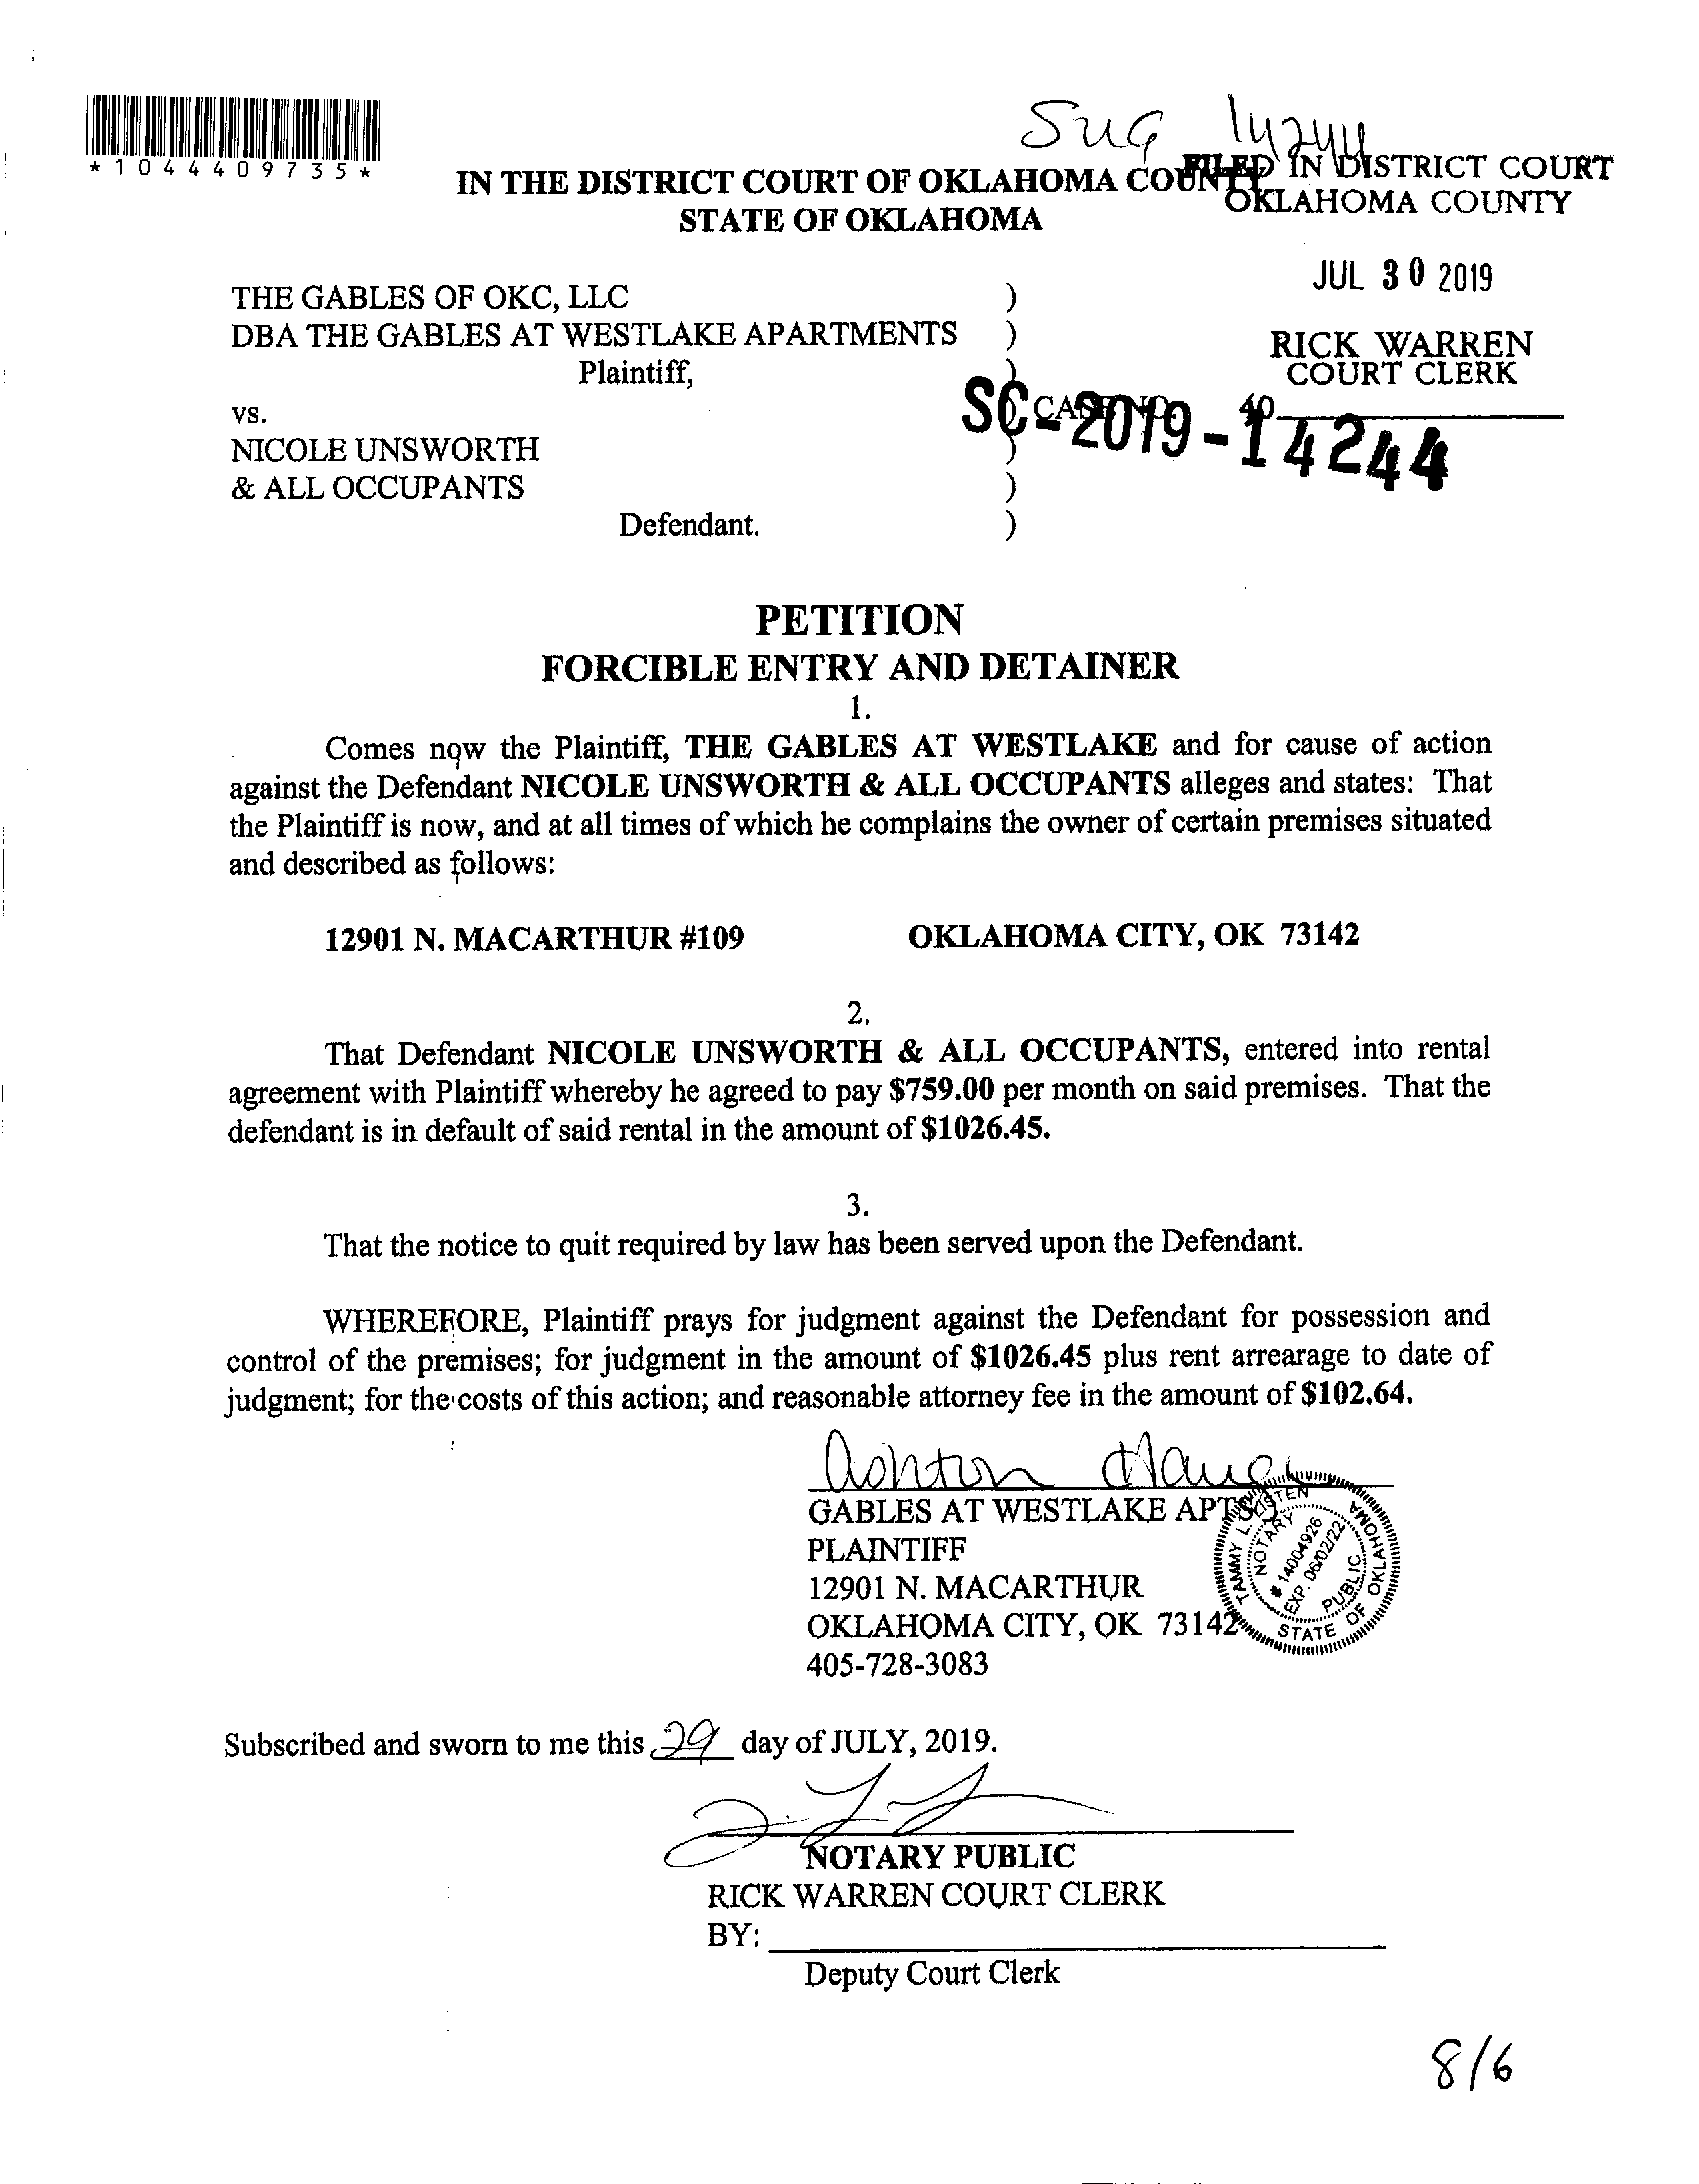 *1044409735*
IN THE DISTRICT COURT OF OKLAHOMA COUNTY
STATE OF OKLAHOMA
FILED IN DISTRICT COURT
OKLAHOMA COUNTY
JUL 30 2019
RICK WARREN
COURT CLERK
40
THE GABLES OF OKC, LLC )
DBA THE GABLES AT WESTLAKE APARTMENTS )
Plaintiff, )
vs. ) CASE NO.
SC-2019-14244
NICOLE UNSWORTH )
& ALL OCCUPANTS )
Defendant. )
PETITION
FORCIBLE ENTRY AND DETAINER
1.
Comes now the Plaintiff, THE GABLES AT WESTLAKE and for cause of action
against the Defendant NICOLE UNSWORTH & ALL OCCUPANTS alleges and states: That
the Plaintiff is now, and at all times of which he complains the owner of certain premises situated
and described as follows:
12901 N. MACARTHUR #109 OKLAHOMA CITY, OK 73142
2.
That Defendant NICOLE UNSWORTH & ALL OCCUPANTS, entered into rental
agreement with Plaintiff whereby he agreed to pay $759.00 per month on said premises. That the
defendant is in default of said rental in the amount of $1026.45.
3.
That the notice to quit required by law has been served upon the Defendant.
WHEREFORE, Plaintiff prays for judgment against the Defendant for possession and
control of the premises; for judgment in the amount of $1026.45 plus rent arrearage to date of
judgment; for the costs of this action; and reasonable attorney fee in the amount of $102.64.
Ashton
GABLES AT WESTLAKE APTS
PLAINTIFF
12901 N. MACARTHUR
OKLAHOMA CITY, OK 73142
405-728-3083
TAMMY L.
NOTARY PUBLIC
# 14004926
EXP. 06/02/22
STATE OF OKLAHOMA
Subscribed and sworn to me this 29 day of JULY, 2019.
NOTARY PUBLIC
RICK WARREN COURT CLERK
BY:
Deputy Court Clerk
8/6